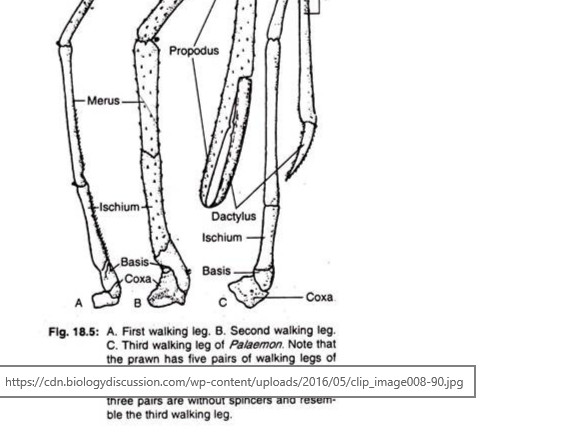 Propodus
Merus
Ischium
Dactylus
Ischium
Basis
Basis
Coxa
Coxa
A
B
C
Fig. 18.5: A. First walking leg. B. Second walking leg.
C. Third walking leg of Palaemon. Note that
the prawn has five pairs of walking legs of
https://cdn.biologydiscussion.com/wp-content/uploads/2016/05/clip_image008-90.jpg
three pairs are without spincers and resem-
ble the third walking leg.